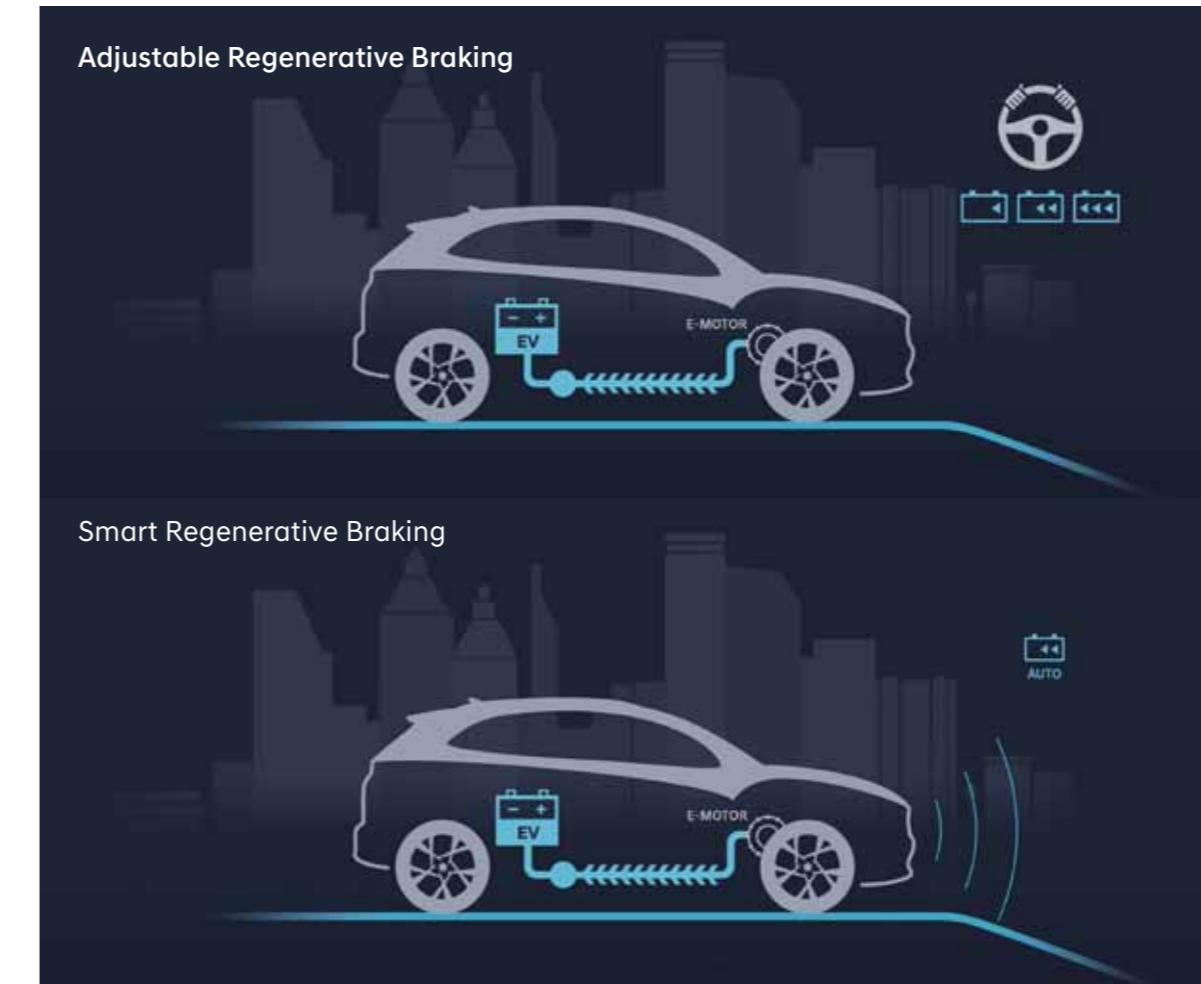 Adjustable Regenerative Braking
- +
EV
E-MOTOR
Smart Regenerative Braking
AUTO
- +
EV
E-MOTOR